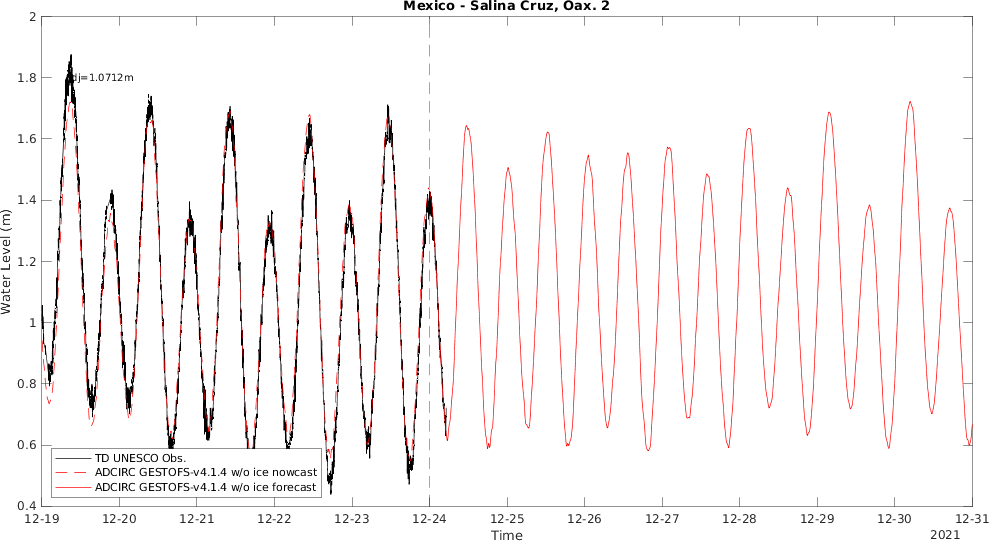 Mexico - Salina Cruz, Oax. 2
Water Level (m)
2
1.8
1.6
1.4
1.2
1
0.8
0.6
0.4
dj=1.0712m
TD UNESCO Obs.
ADCIRC GESTOFS-v4.1.4 w/o ice nowcast
ADCIRC GESTOFS-v4.1.4 w/o ice forecast
12-19 12-20 12-21 12-22 12-23 12-24 12-25 12-26 12-27 12-28 12-29 12-30 12-31
Time
2021